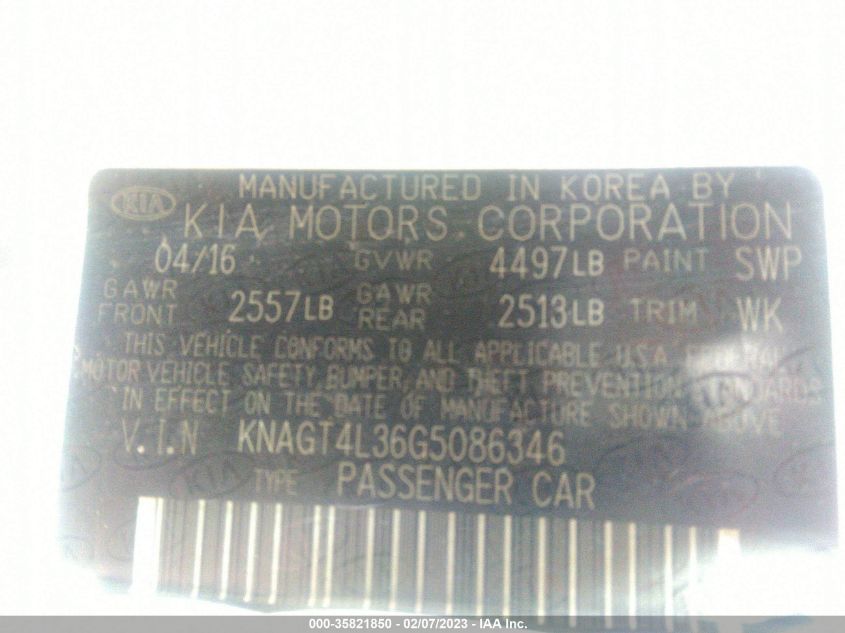 MANUFACTURED IN KOREA BY
KIA KIA MOTORS CORPORATION
04/16 GVWR 4497LB PAINT SWP
GAWR FRONT 2557LB GAWR REAR 2513LB TRIM WK
THIS VEHICLE CONFORMS TO ALL APPLICABLE U.S.A. FEDERAL
MOTOR VEHICLE SAFETY, BUMPER, AND THEFT PREVENTION STANDARDS
IN EFFECT ON THE DATE OF MANUFACTURE SHOWN ABOVE
V.I.N KNAGT4L36G5086346
TYPE PASSENGER CAR
000-35821850 - 02/07/2023 - IAA Inc.